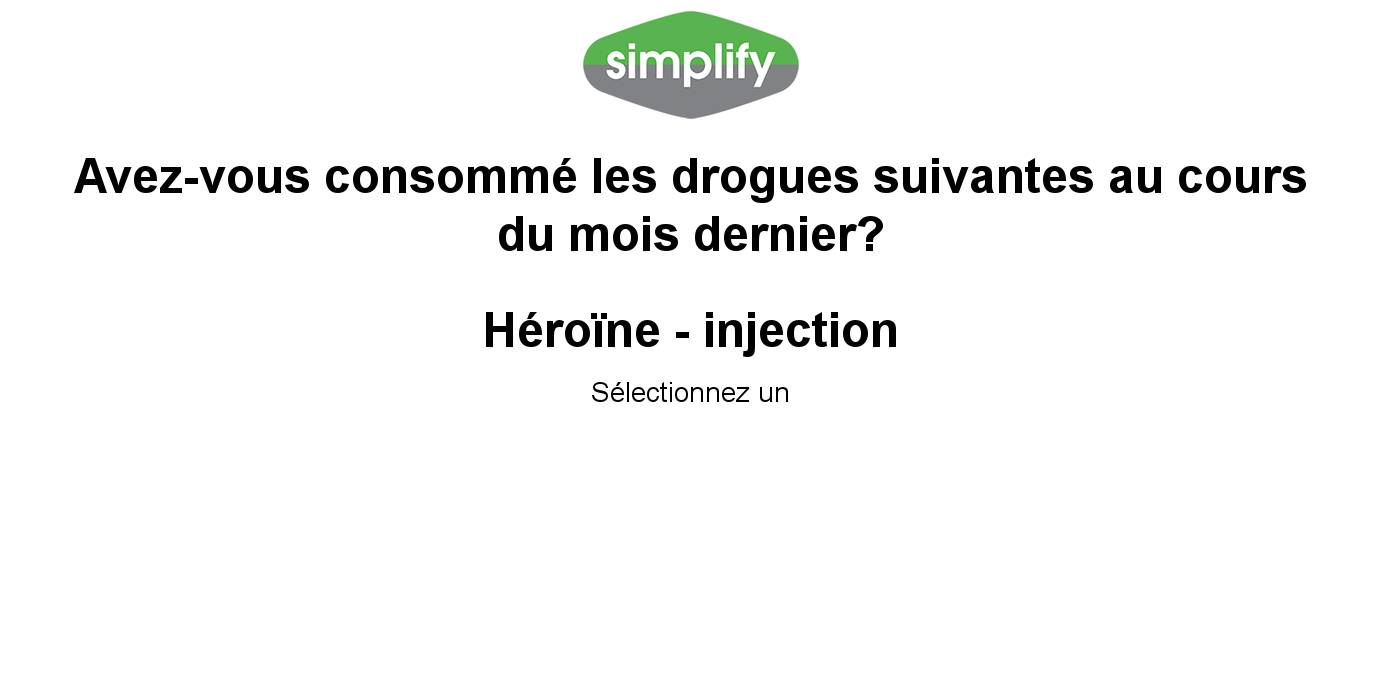 simplify
Avez-vous consommé les drogues suivantes au cours
du mois dernier?
Héroïne - injection
Sélectionnez un